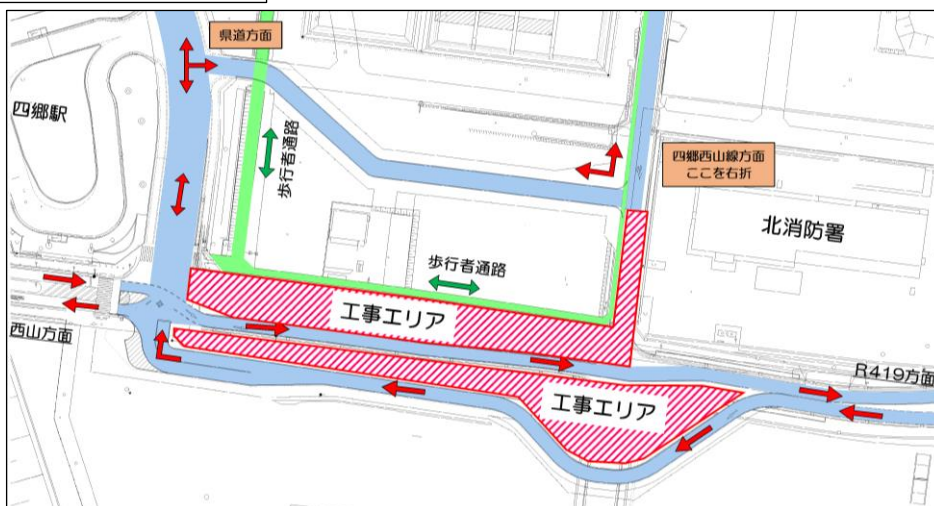 県道方面
四郷駅
歩行者通路
四郷西山線方面
ここを右折
北消防署
歩行者通路
工事エリア
西山方面
R419方面
工事エリア